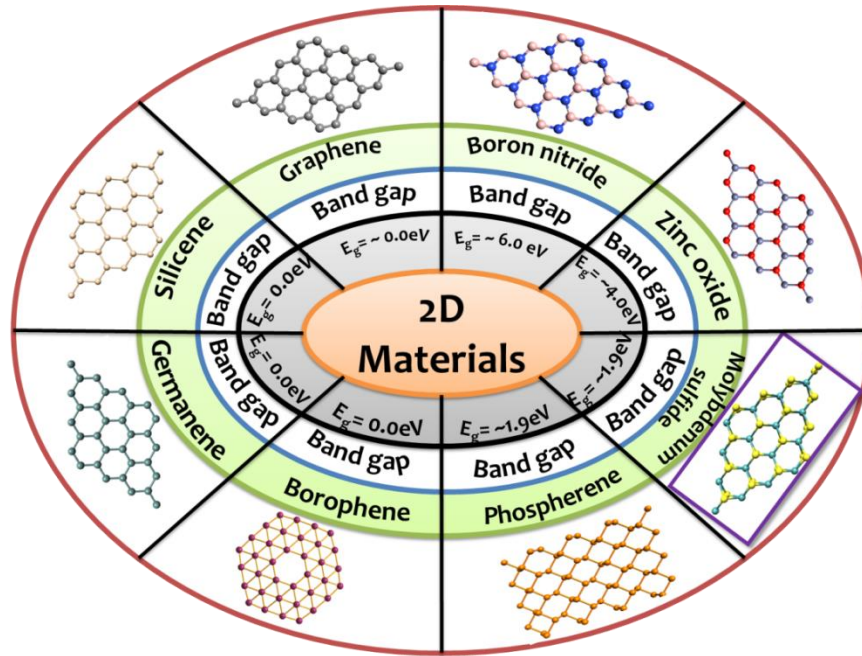 2D
Materials
Graphene
Band gap
Eg= ~ 0.0eV
Boron nitride
Band gap
Eg= ~ 6.0 eV
Zinc oxide
Band gap
Eg= ~4.0eV
Molybdenum
sulfide
Band gap
Eg= ~1.9eV
Phospherene
Band gap
Eg= ~1.9eV
Borophene
Band gap
Eg= 0.0eV
Germanene
Band gap
Eg= 0.0eV
Silicene
Band gap
Eg= 0.0eV